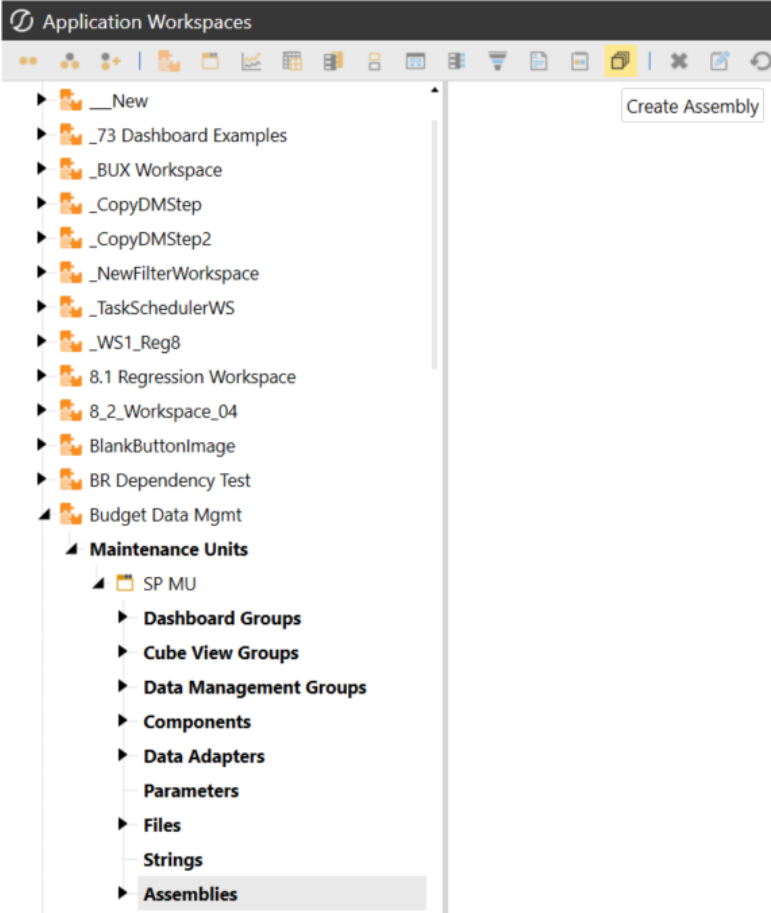 Application Workspaces
Create Assembly
___New
_73 Dashboard Examples
_BUX Workspace
_CopyDMStep
_CopyDMStep2
_NewFilterWorkspace
_TaskSchedulerWS
_WS1_Reg8
8.1 Regression Workspace
8_2_Workspace_04
BlankButtonImage
BR Dependency Test
Budget Data Mgmt
Maintenance Units
SP MU
Dashboard Groups
Cube View Groups
Data Management Groups
Components
Data Adapters
Parameters
Files
Strings
Assemblies